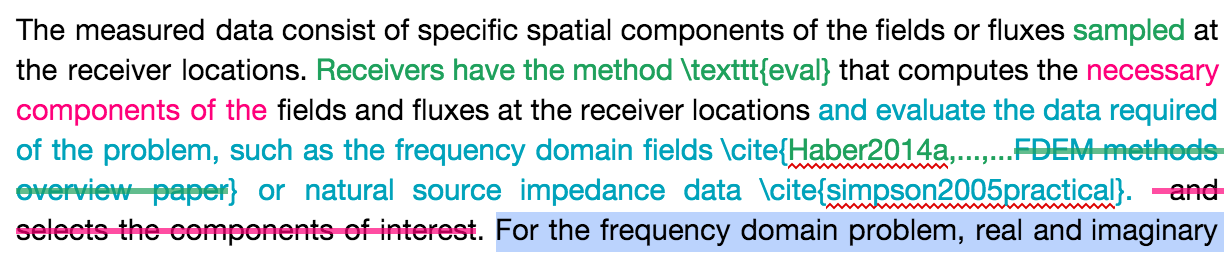 The measured data consist of specific spatial components of the fields or fluxes sampled at
the receiver locations. Receivers have the method \texttt{eval} that computes the necessary
components of the fields and fluxes at the receiver locations and evaluate the data required
of the problem, such as the frequency domain fields \cite{Haber2014a,...,...FDEM methods
overview paper} or natural source impedance data \cite{simpson2005practical}. and
selects the components of interest. For the frequency domain problem, real and imaginary